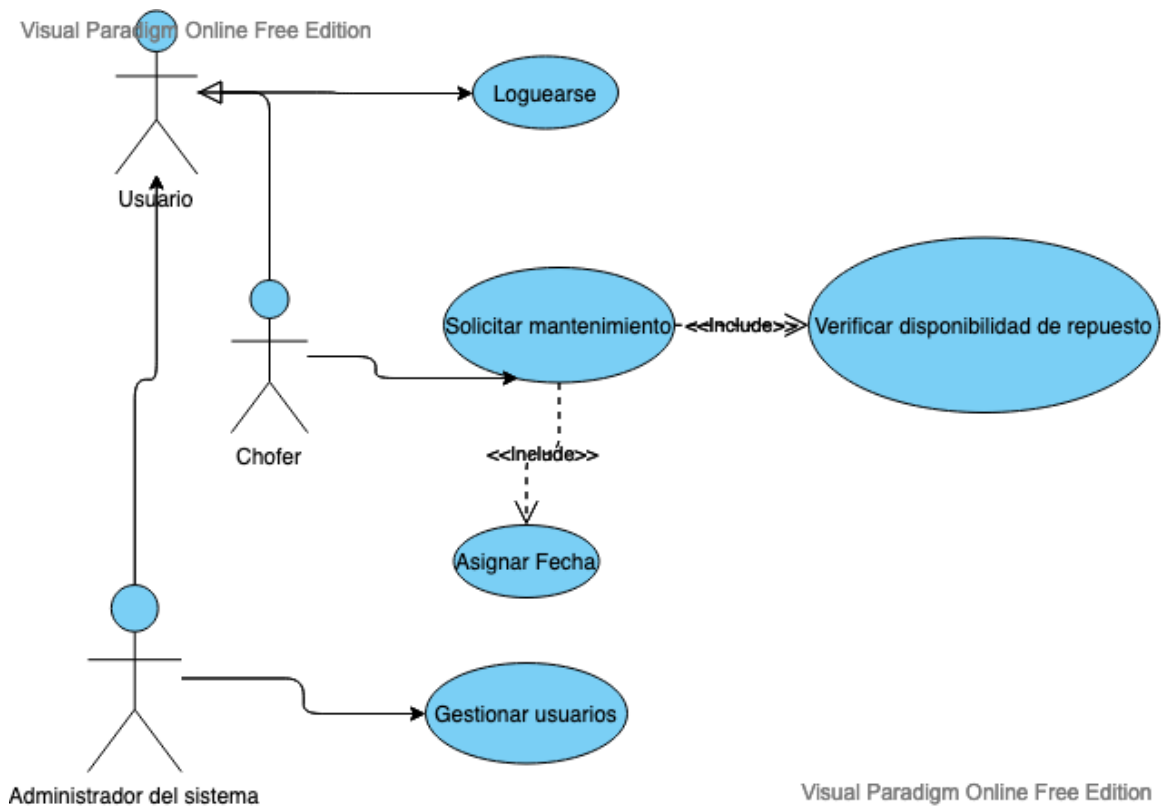 Visual Paradigm Online Free Edition
Loguearse
Usuario
Solicitar mantenimiento
<<Include>>
Verificar disponibilidad de repuesto
Chofer
<<Include>>
Asignar Fecha
Gestionar usuarios
Administrador del sistema
Visual Paradigm Online Free Edition